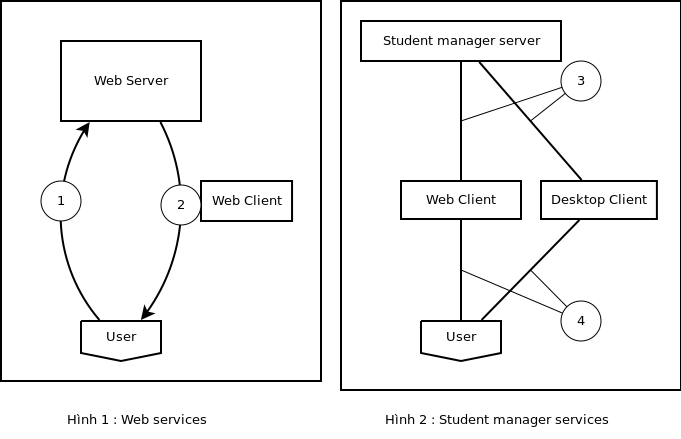 Web Server
1
2
Web Client
User
Hình 1 : Web services
Student manager server
3
Web Client
Desktop Client
4
User
Hình 2 : Student manager services